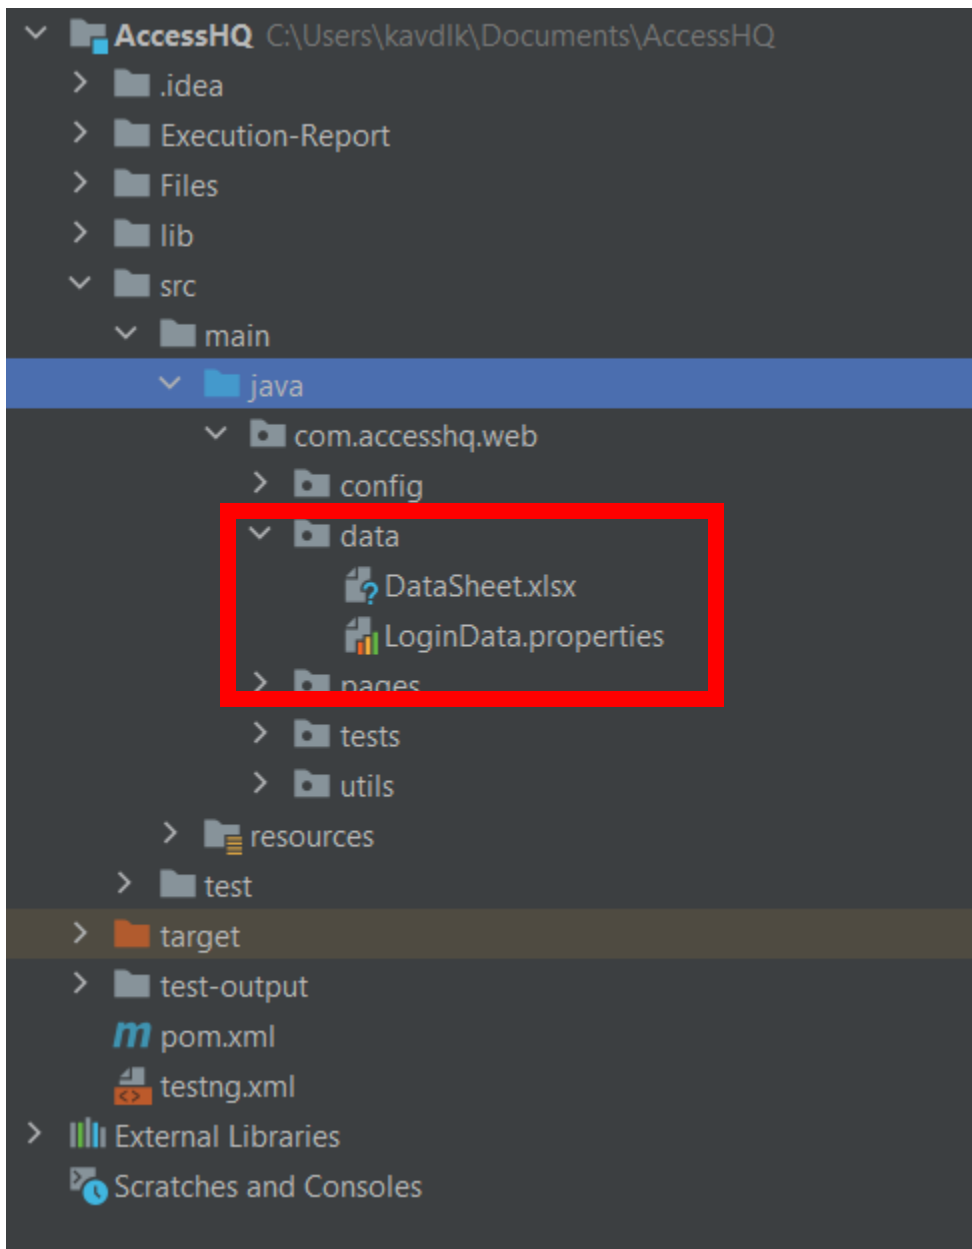 AccessHQ C:\Users\kavdlk\Documents\AccessHQ
.idea
Execution-Report
Files
lib
src
main
java
com.accesshq.web
config
data
DataSheet.xlsx
LoginData.properties
pages
tests
utils
resources
test
target
test-output
pom.xml
testng.xml
External Libraries
Scratches and Consoles